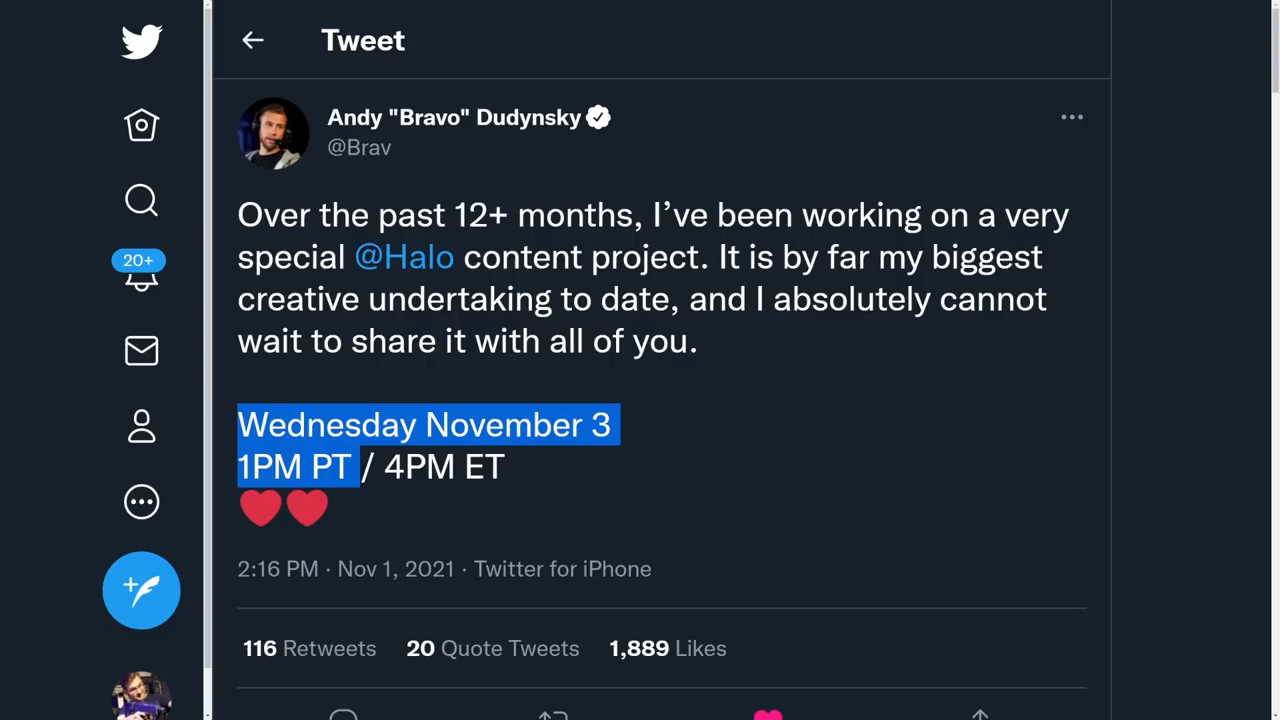 Tweet
Andy "Bravo" Dudynsky
@Brav
Over the past 12+ months, I’ve been working on a very
special @Halo content project. It is by far my biggest
creative undertaking to date, and I absolutely cannot
wait to share it with all of you.
Wednesday November 3
1PM PT / 4PM ET
2:16 PM · Nov 1, 2021 · Twitter for iPhone
116 Retweets 20 Quote Tweets 1,889 Likes
20+